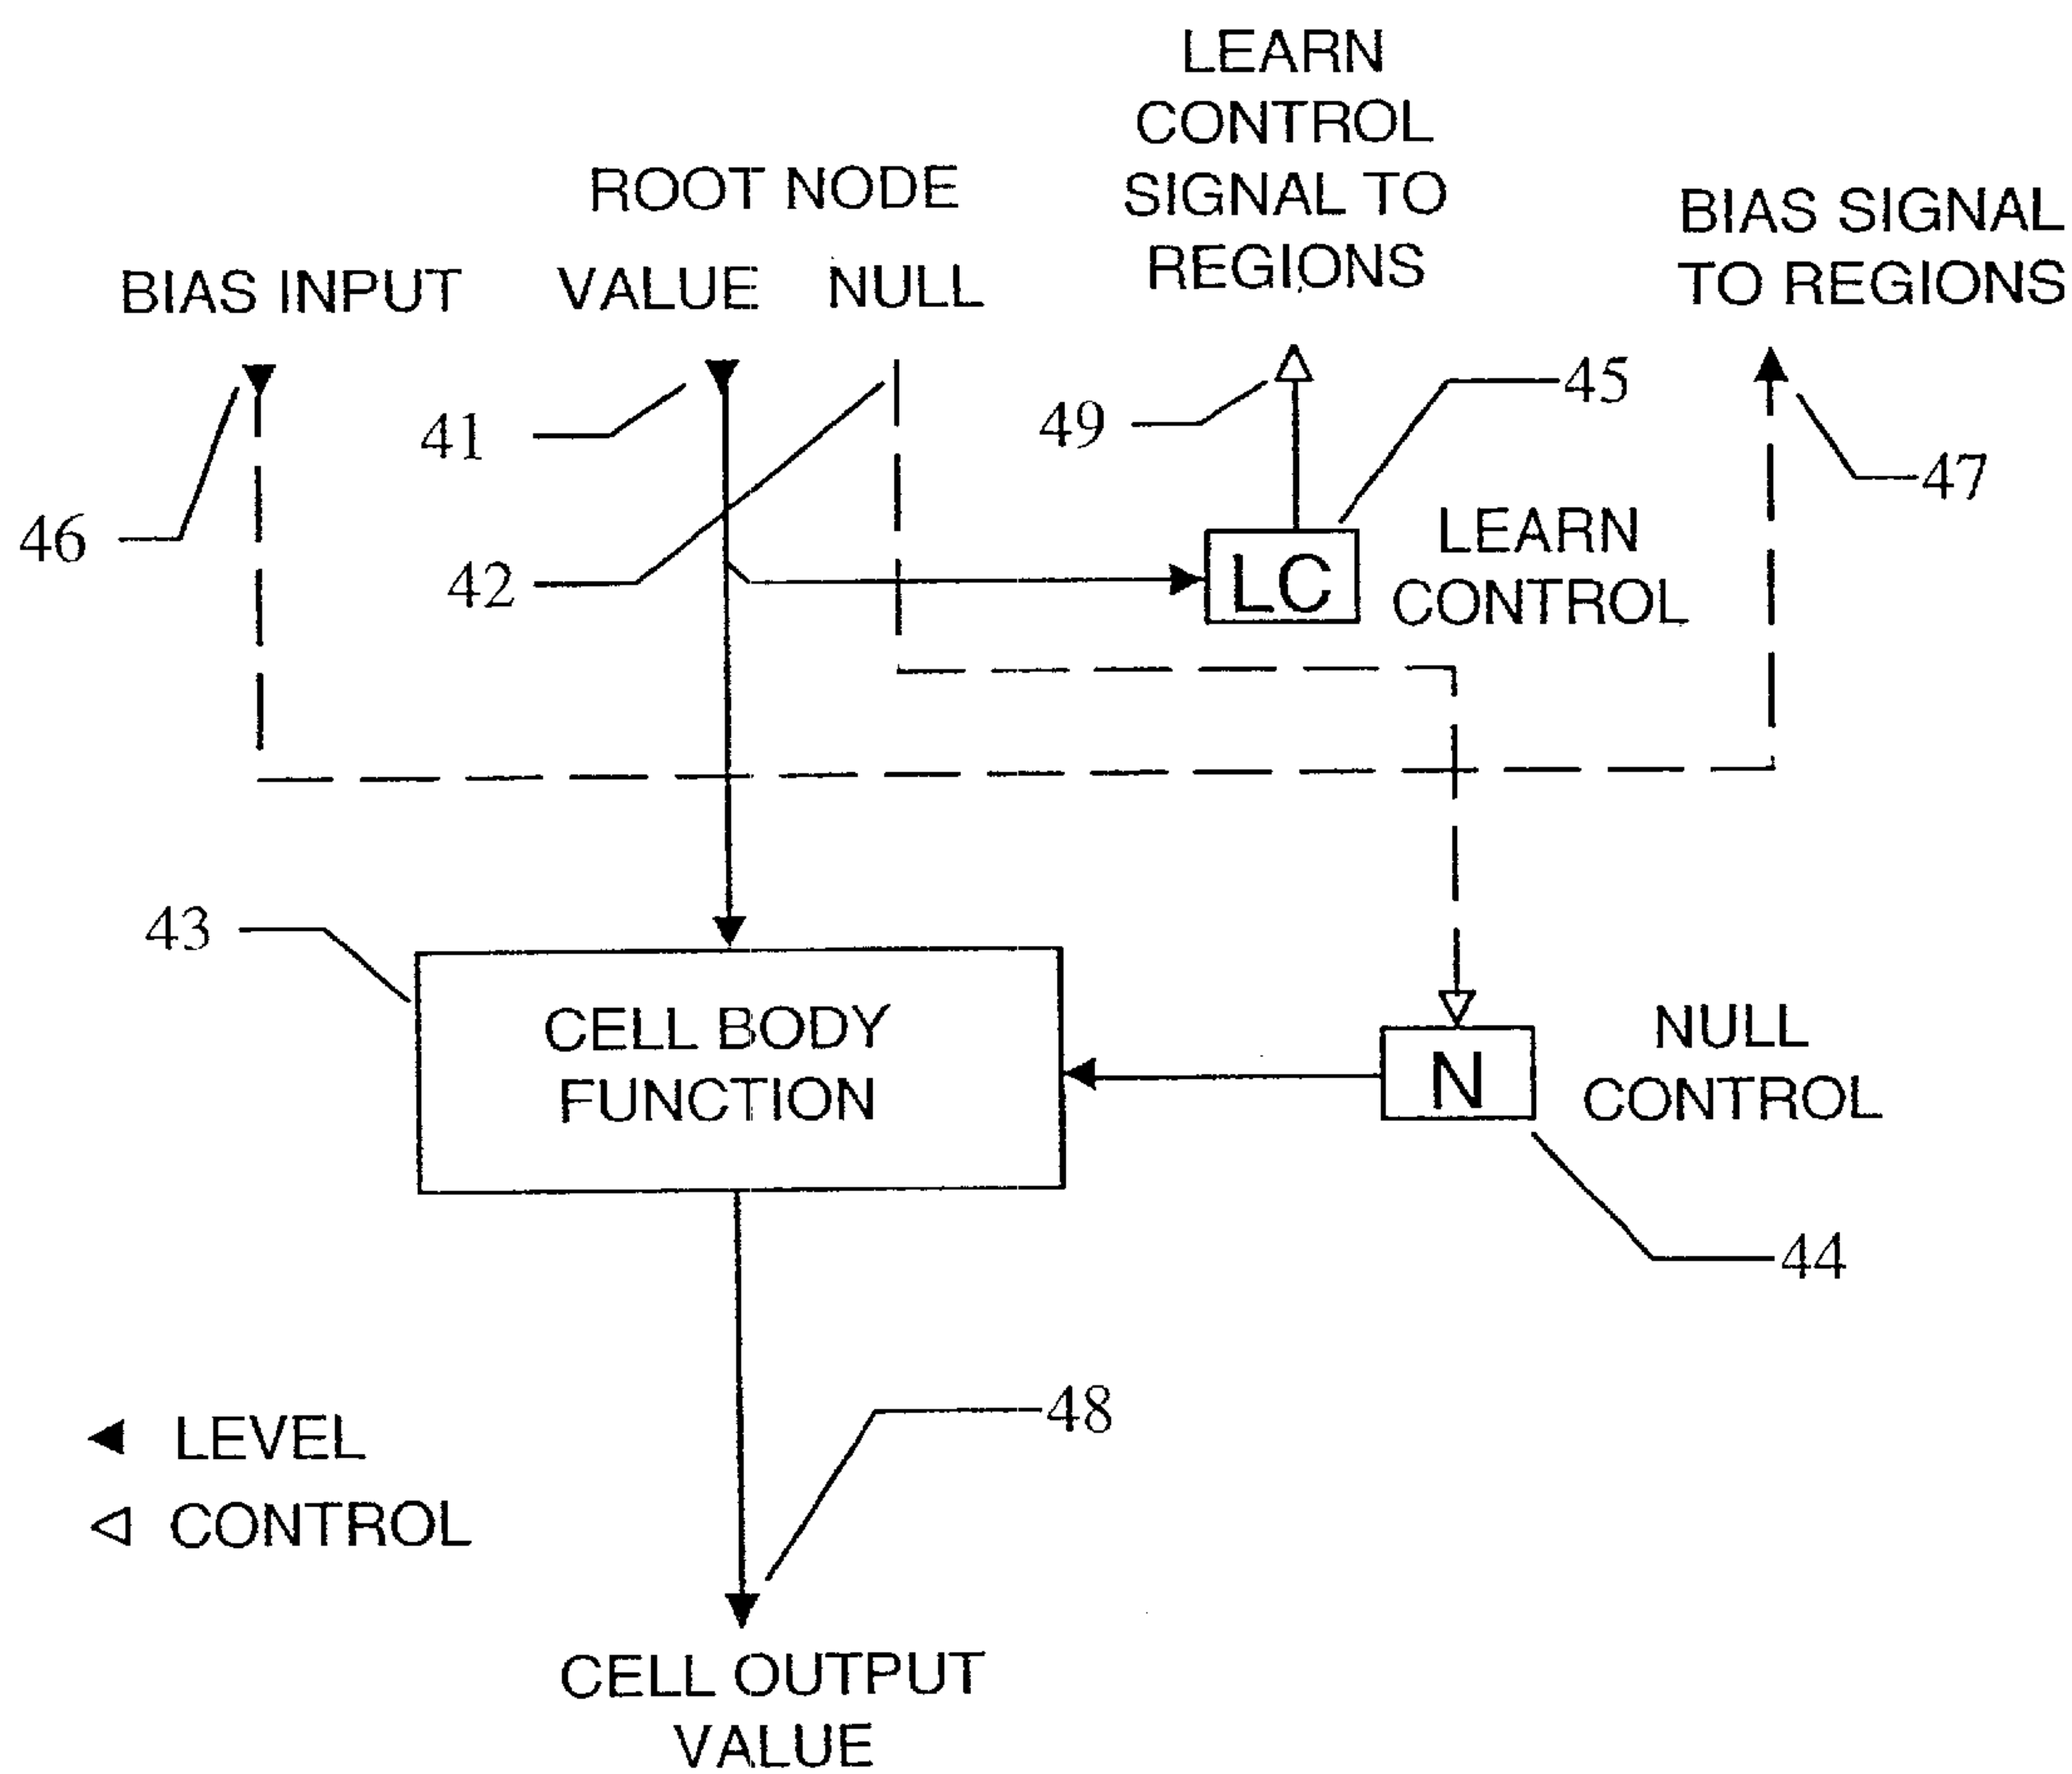 LEARN
CONTROL
SIGNAL TO
REGIONS
ROOT NODE
VALUE NULL
BIAS INPUT
BIAS SIGNAL
TO REGIONS
41
49
45
46
42
47
LC
LEARN
CONTROL
43
CELL BODY
FUNCTION
N
NULL
CONTROL
44
48
LEVEL
CONTROL
CELL OUTPUT
VALUE